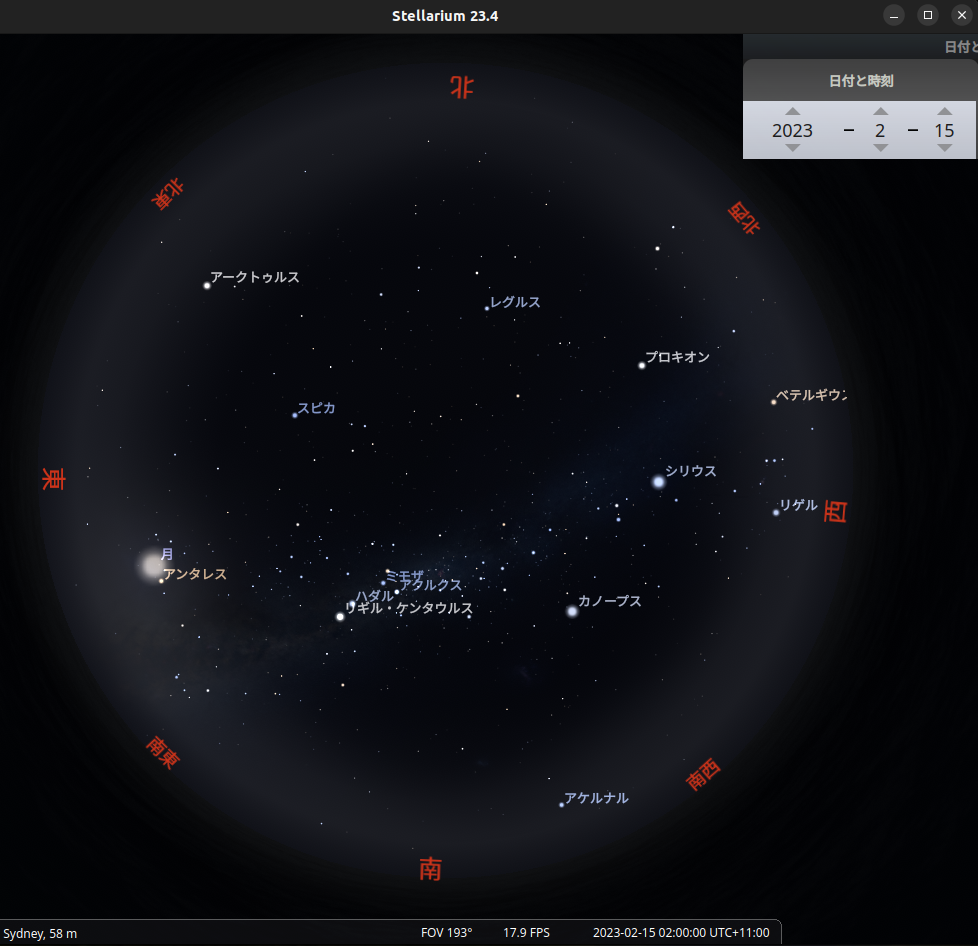 Stellarium 23.4
日付と
日付と時刻
2023 – 2 – 15
北
北東
北西
アークトゥルス
レグルス
プロキオン
ベテルギウ
スピカ
シリウス
東
リゲル
西
月
アンタレス
ミモザ
アクルクス
ハダル
リギル・ケンタウルス
カノープス
南東
南西
アケルナル
南
Sydney, 58 m
FOV 193°
17.9 FPS
2023-02-15 02:00:00 UTC+11:00